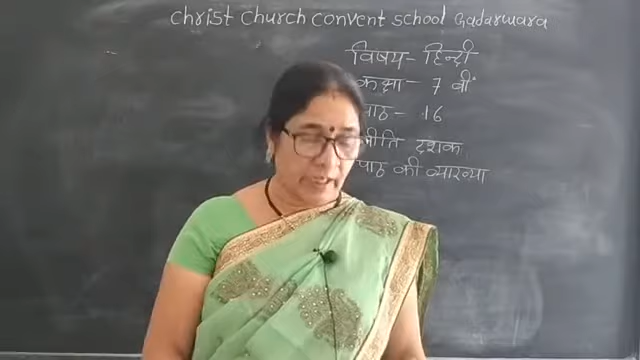 Christ Church convent school Gadarwara
विषय- हिन्दी
कक्षा- 7 वीं
पाठ- 16
नीति दशक
पाठ की व्याख्या